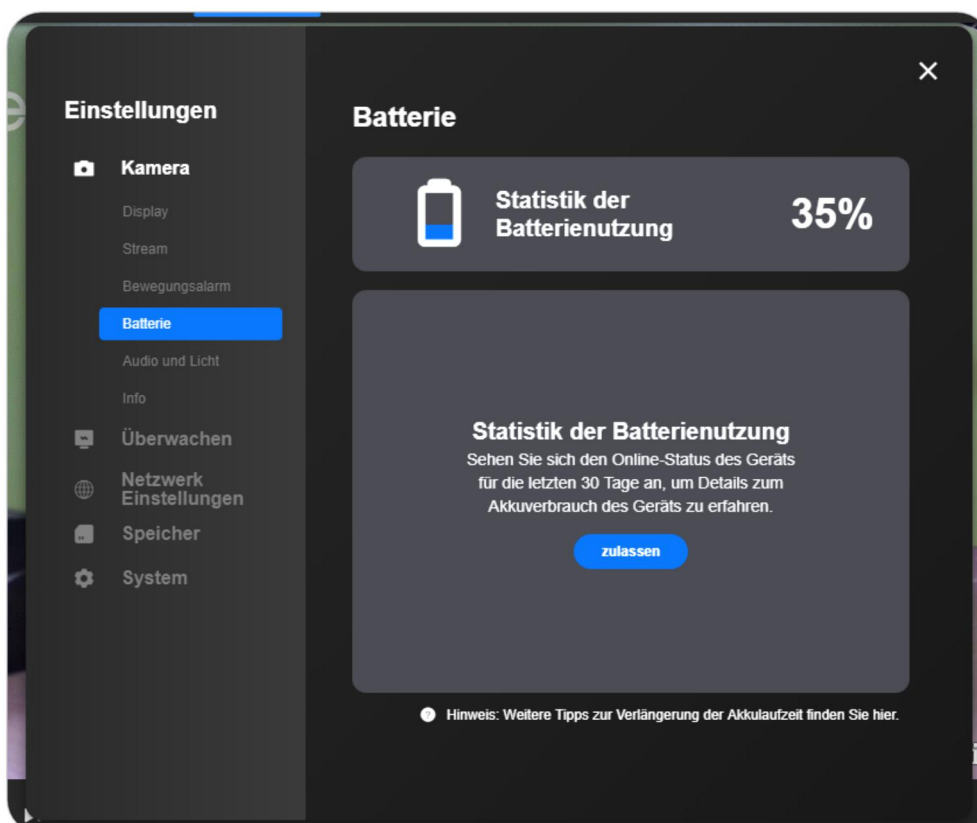 Einstellungen
Kamera
Display
Stream
Bewegungsalarm
Batterie
Audio und Licht
Info
Überwachen
Netzwerk
Einstellungen
Speicher
System
Batterie
Statistik der
Batterienutzung
35%
Statistik der Batterienutzung
Sehen Sie sich den Online-Status des Geräts
für die letzten 30 Tage an, um Details zum
Akkuverbrauch des Geräts zu erfahren.
zulassen
Hinweis: Weitere Tipps zur Verlängerung der Akkulaufzeit finden Sie hier.